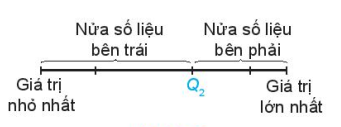 Nửa số liệu
bên trái
Nửa số liệu
bên phải
Giá trị
nhỏ nhất
Q₂
Giá trị
lớn nhất